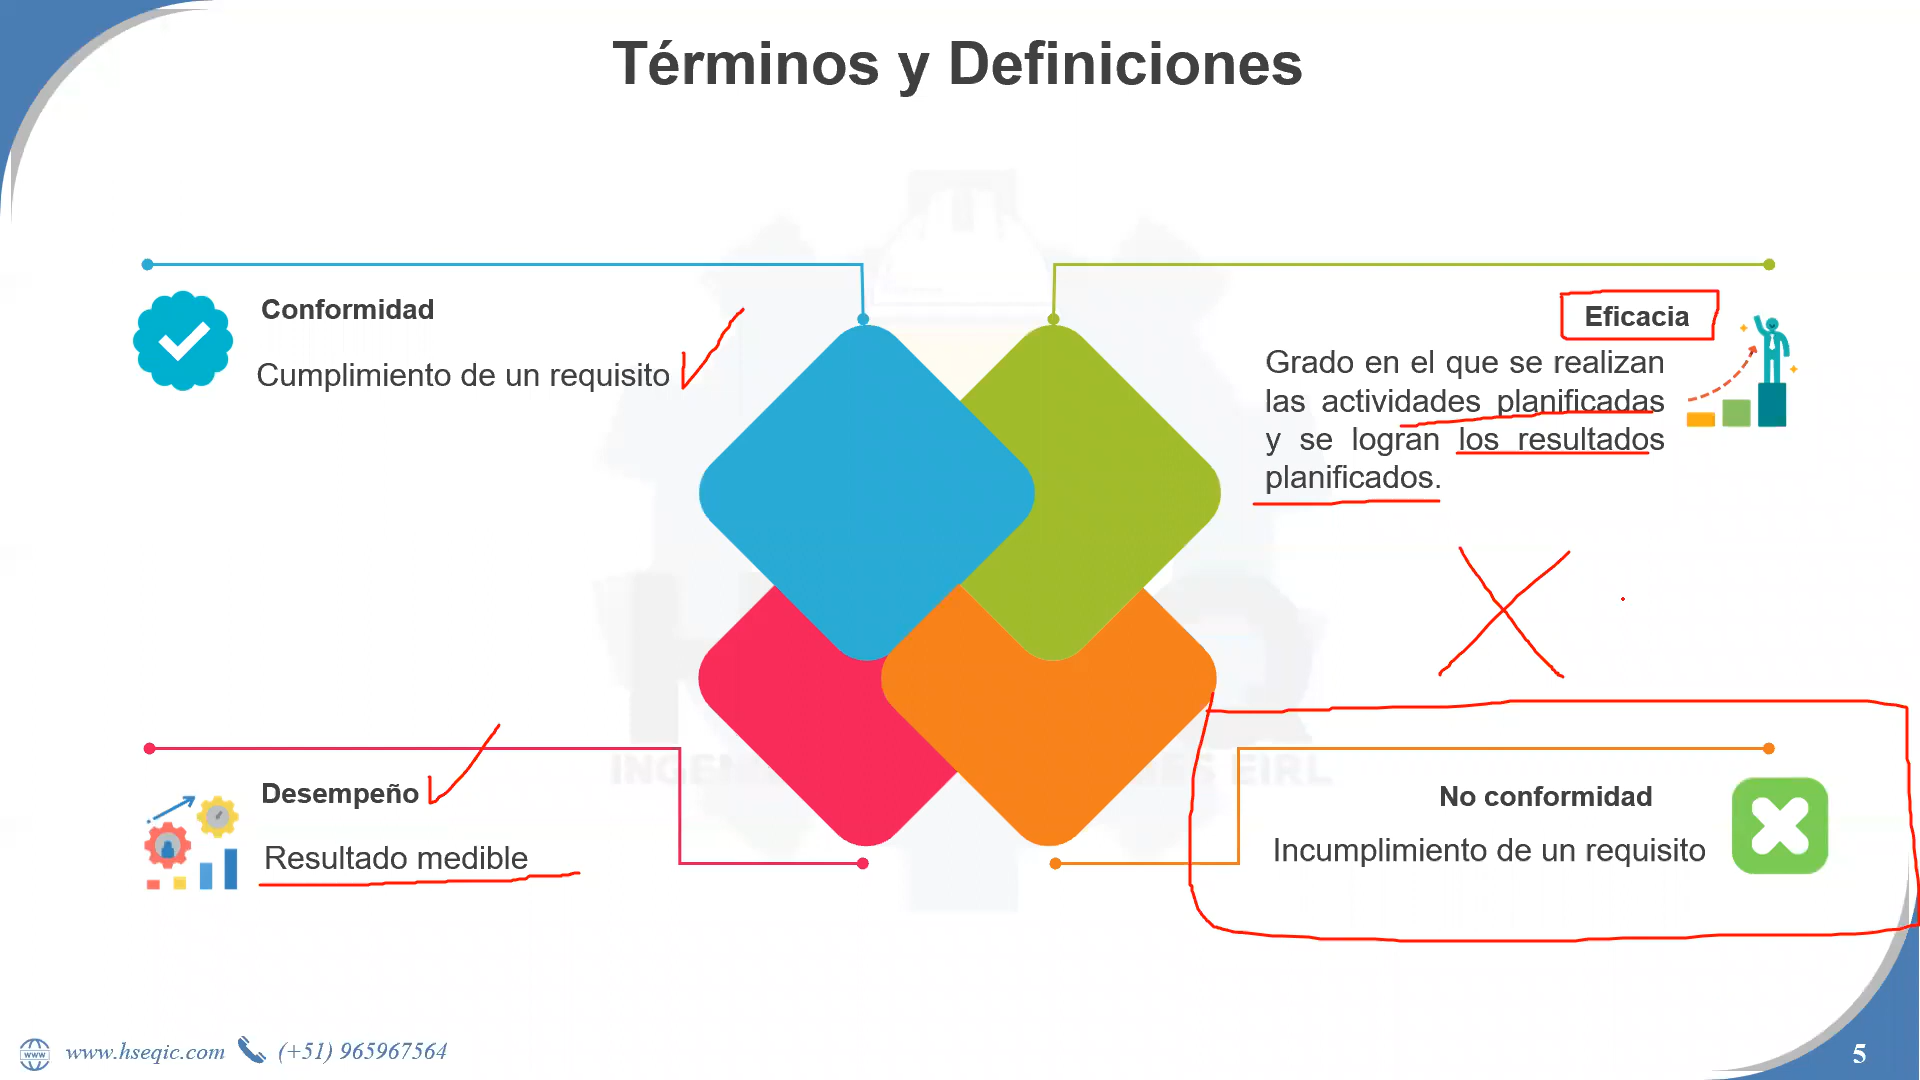 Términos y Definiciones
Conformidad
Cumplimiento de un requisito
Eficacia
Grado en el que se realizan
las actividades planificadas
y se logran los resultados
planificados.
Desempeño
Resultado medible
No conformidad
Incumplimiento de un requisito
www
www.hseqic.com (+51) 965967564
5